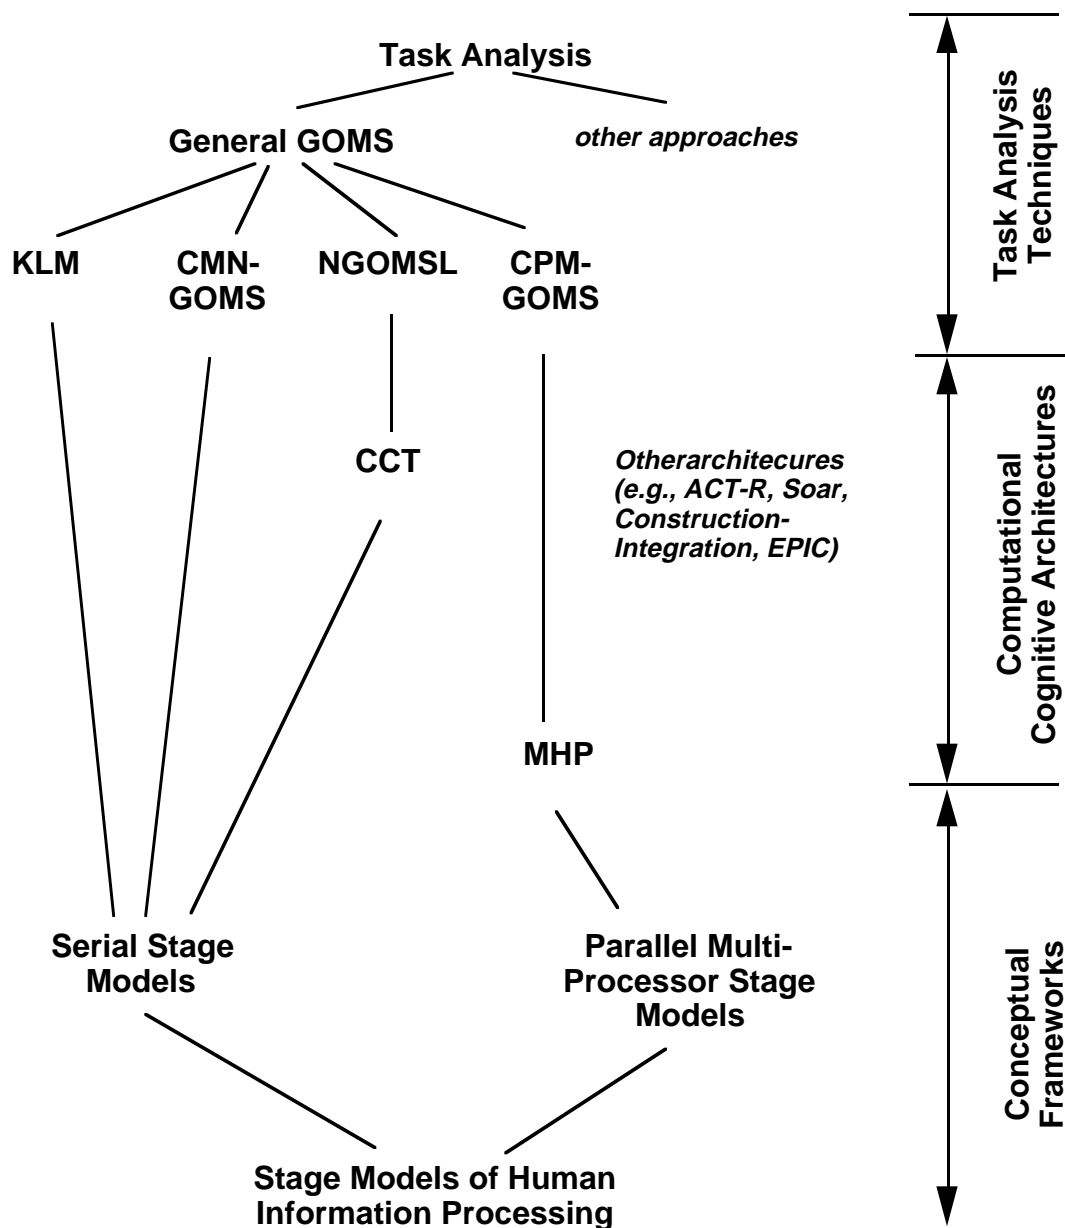 Task Analysis
General GOMS
other approaches
KLM
CMN-
GOMS
NGOMSL
CPM-
GOMS
Task Analysis
Techniques
CCT
Otherarchitecures
(e.g., ACT-R, Soar,
Construction-
Integration, EPIC)
MHP
Computational
Cognitive Architectures
Serial Stage
Models
Parallel Multi-
Processor Stage
Models
Stage Models of Human
Information Processing
Conceptual
Frameworks